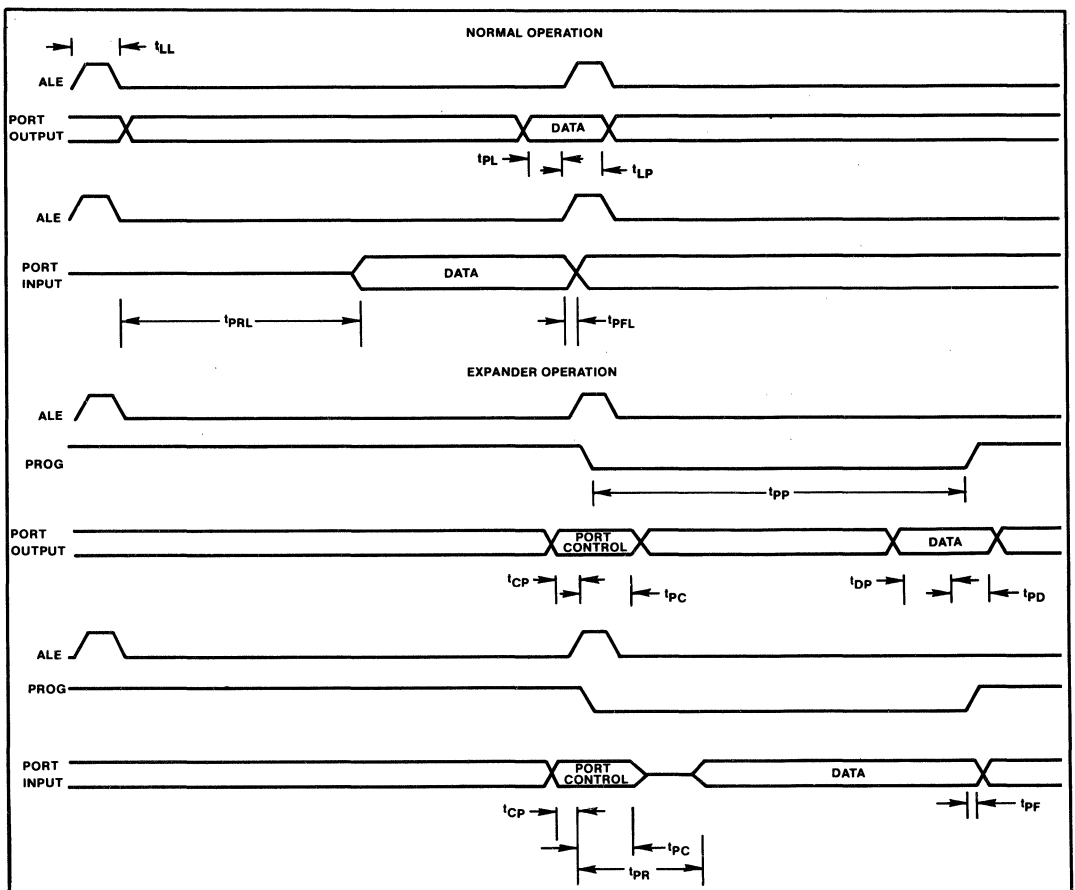 NORMAL OPERATION
tLL
ALE
PORT OUTPUT
DATA
tPL
tLP
ALE
PORT INPUT
DATA
tPRL
tPFL
EXPANDER OPERATION
ALE
PROG
tPP
PORT OUTPUT
PORT CONTROL
DATA
tCP
tPC
tDP
tPD
ALE
PROG
PORT INPUT
PORT CONTROL
DATA
tCP
tPC
tPF
tPR